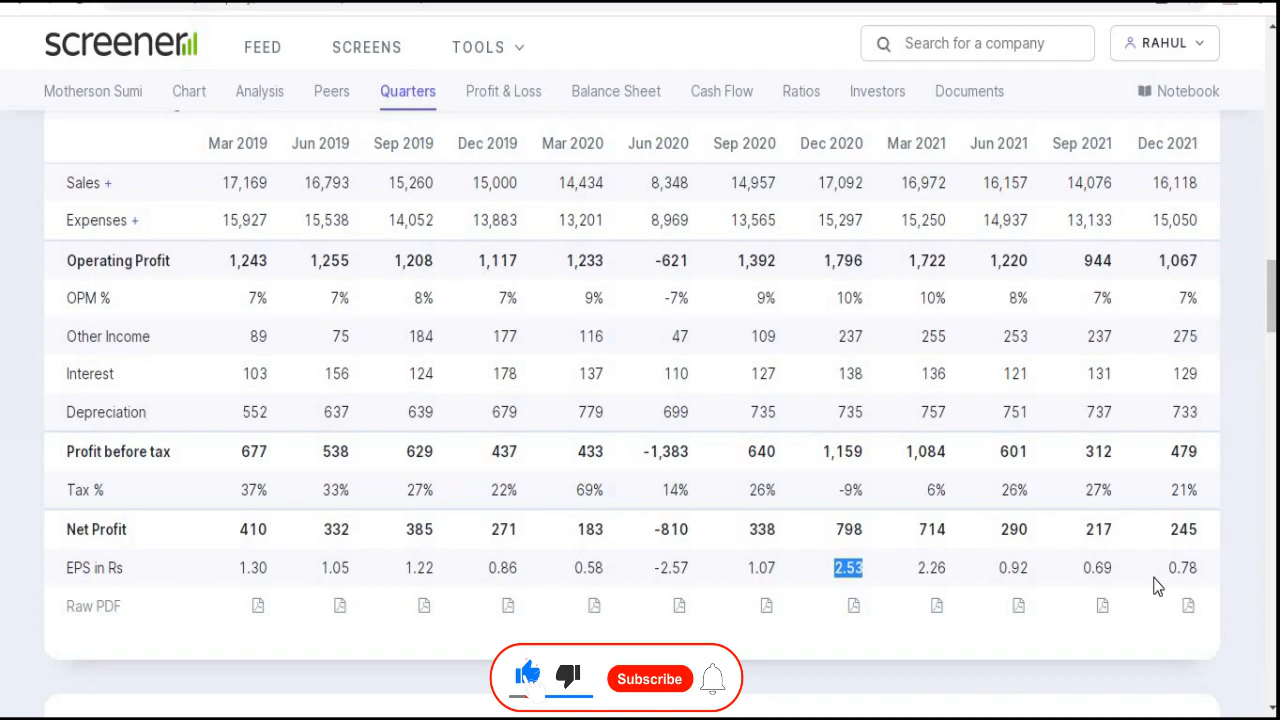 screener
FEED SCREENS TOOLS
Search for a company
RAHUL
Motherson Sumi Chart Analysis Peers Quarters Profit & Loss Balance Sheet Cash Flow Ratios Investors Documents Notebook
Mar 2019 Jun 2019 Sep 2019 Dec 2019 Mar 2020 Jun 2020 Sep 2020 Dec 2020 Mar 2021 Jun 2021 Sep 2021 Dec 2021
Sales + 17,169 16,793 15,260 15,000 14,434 8,348 14,957 17,092 16,972 16,157 14,076 16,118
Expenses + 15,927 15,538 14,052 13,883 13,201 8,969 13,565 15,297 15,250 14,937 13,133 15,050
Operating Profit 1,243 1,255 1,208 1,117 1,233 -621 1,392 1,796 1,722 1,220 944 1,067
OPM % 7% 7% 8% 7% 9% -7% 9% 10% 10% 8% 7% 7%
Other Income 89 75 184 177 116 47 109 237 255 253 237 275
Interest 103 156 124 178 137 110 127 138 136 121 131 129
Depreciation 552 637 639 679 779 699 735 735 757 751 737 733
Profit before tax 677 538 629 437 433 -1,383 640 1,159 1,084 601 312 479
Tax % 37% 33% 27% 22% 69% 14% 26% -9% 6% 26% 27% 21%
Net Profit 410 332 385 271 183 -810 338 798 714 290 217 245
EPS in Rs 1.30 1.05 1.22 0.86 0.58 -2.57 1.07 2.53 2.26 0.92 0.69 0.78
Raw PDF
Subscribe